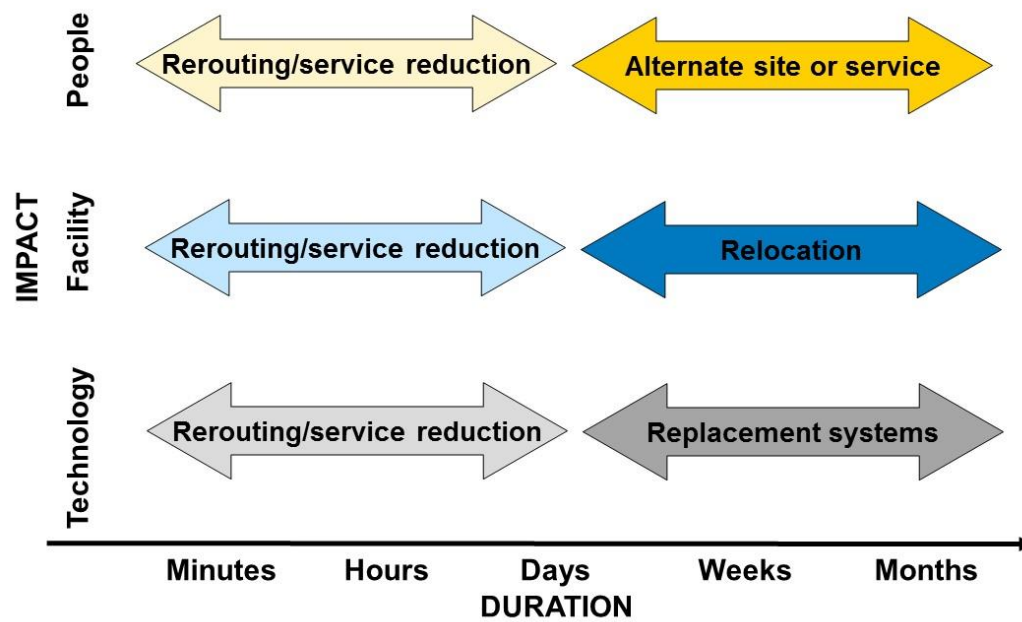 IMPACT
People
Rerouting/service reduction
Alternate site or service
Facility
Rerouting/service reduction
Relocation
Technology
Rerouting/service reduction
Replacement systems
Minutes Hours Days Weeks Months
DURATION